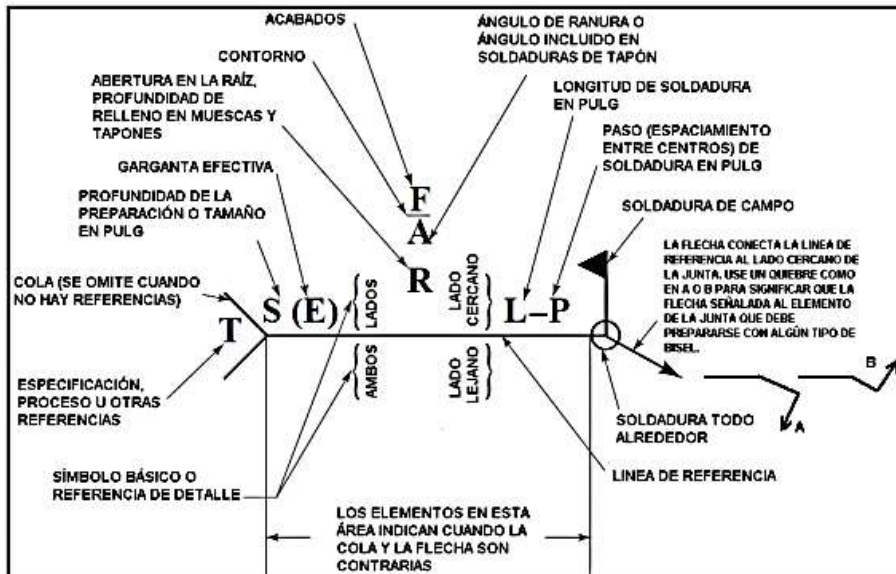 ACABADOS
CONTORNO
ABERTURA EN LA RAÍZ,
PROFUNDIDAD DE
RELLENO EN MUESCAS Y
TAPONES
GARGANTA EFECTIVA
PROFUNDIDAD DE LA
PREPARACIÓN O TAMAÑO
EN PULG
COLA (SE OMITE CUANDO
NO HAY REFERENCIAS)
ESPECIFICACIÓN,
PROCESO U OTRAS
REFERENCIAS
SÍMBOLO BÁSICO O
REFERENCIA DE DETALLE
ÁNGULO DE RANURA O
ÁNGULO INCLUIDO EN
SOLDADURAS DE TAPÓN
LONGITUD DE SOLDADURA
EN PULG
PASO (ESPACIAMIENTO
ENTRE CENTROS) DE
SOLDADURA EN PULG
SOLDADURA DE CAMPO
LA FLECHA CONECTA LA LINEA DE
REFERENCIA AL LADO CERCANO DE
LA JUNTA. USE UN QUIEBRE COMO
EN A O B PARA SIGNIFICAR QUE LA
FLECHA SEÑALADA AL ELEMENTO
DE LA JUNTA QUE DEBE
PREPARARSE CON ALGÚN TIPO DE
BISEL.
F
A
R
T
S (E)
LADOS
AMBOS
LADO
CERCANO
LADO
LEJANO
L–P
B
A
SOLDADURA TODO
ALREDEDOR
LINEA DE REFERENCIA
LOS ELEMENTOS EN ESTA
ÁREA INDICAN CUANDO LA
COLA Y LA FLECHA SON
CONTRARIAS